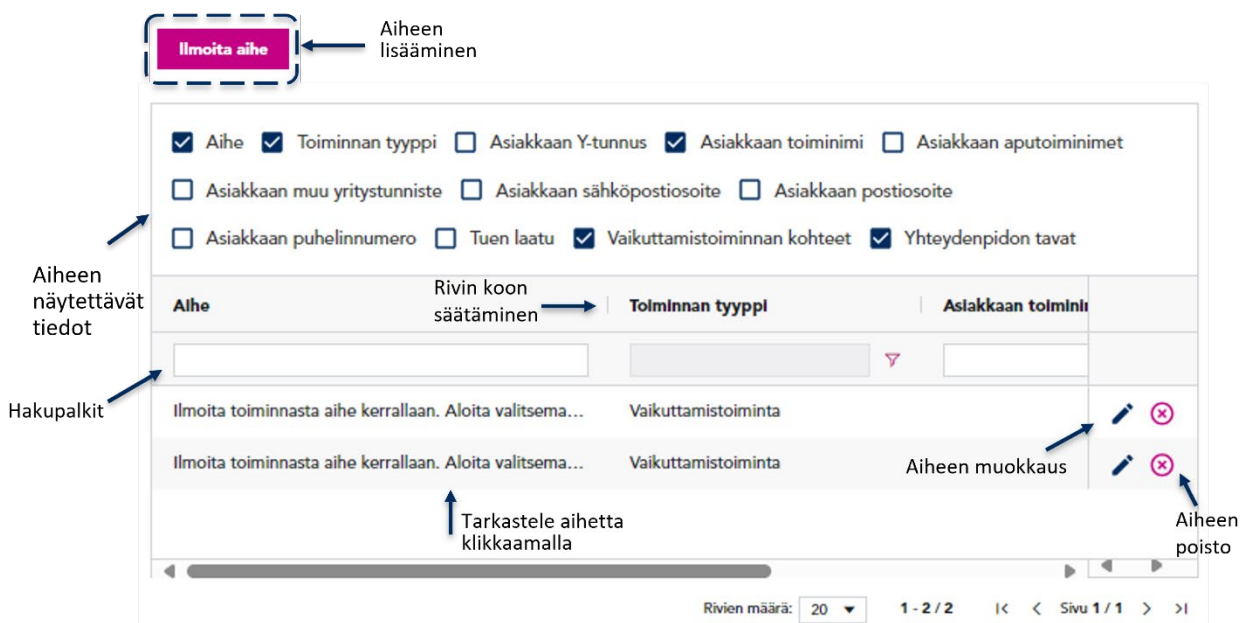 Ilmoita aihe
Aiheen
lisääminen
Aihe Toiminnan tyyppi Asiakkaan Y-tunnus Asiakkaan toiminimi Asiakkaan aputoiminimet
Asiakkaan muu yritystunniste Asiakkaan sähköpostiosoite Asiakkaan postiosoite
Asiakkaan puhelinnumero Tuen laatu Vaikuttamistoiminnan kohteet Yhteydenpidon tavat
Aiheen
näytettävät
tiedot
Rivin koon
säätäminen
Aihe Toiminnan tyyppi Asiakkaan toiminin
Hakupalkit
Ilmoita toiminnasta aihe kerrallaan. Aloita valitsema... Vaikuttamistoiminta
Ilmoita toiminnasta aihe kerrallaan. Aloita valitsema... Vaikuttamistoiminta
Aiheen muokkaus
Tarkastele aihetta
klikkaamalla
Aiheen
poisto
Rivien määrä: 20 1 - 2 / 2 Sivu 1 / 1